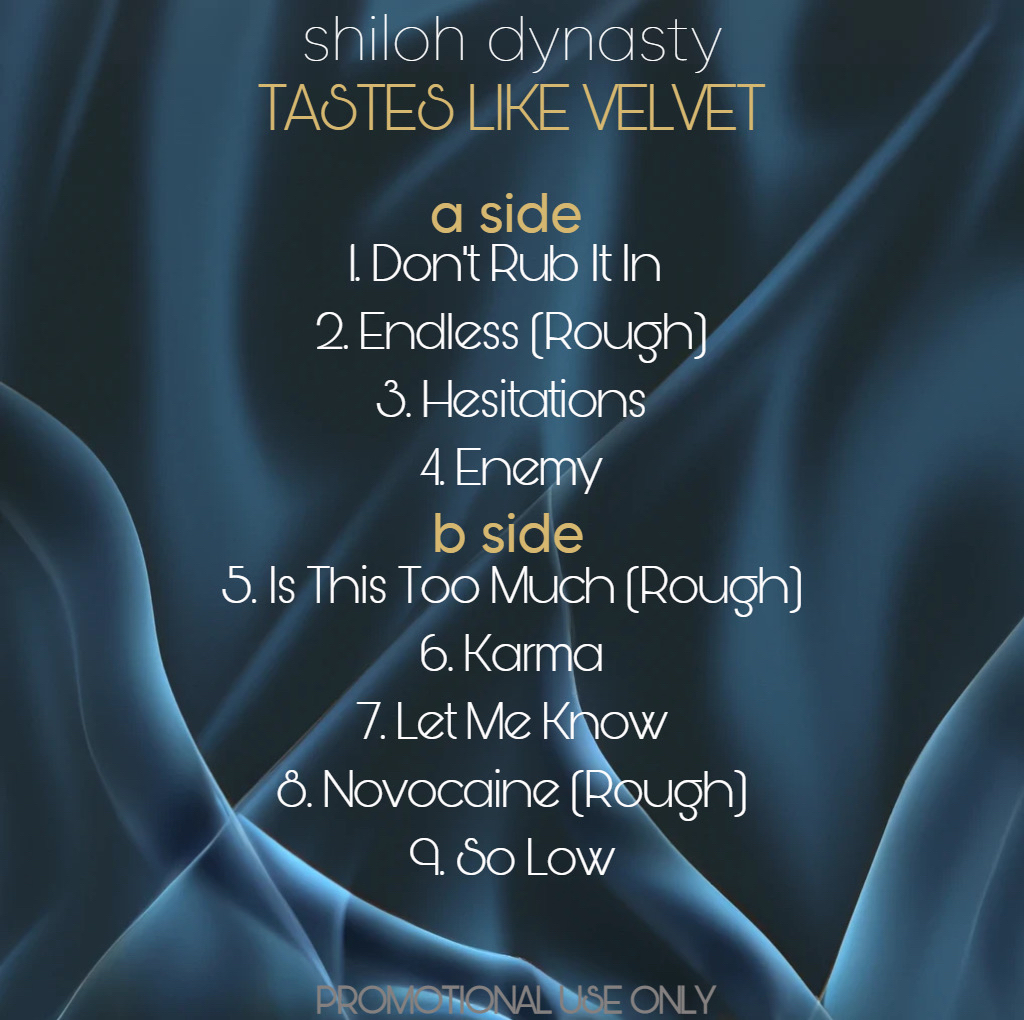 shiloh dynasty
TASTES LIKE VELVET
a side
1. Don't Rub It In
2. Endless (Rough)
3. Hesitations
4. Enemy
b side
5. Is This Too Much (Rough)
6. Karma
7. Let Me Know
8. Novocaine (Rough)
9. So Low
PROMOTIONAL USE ONLY